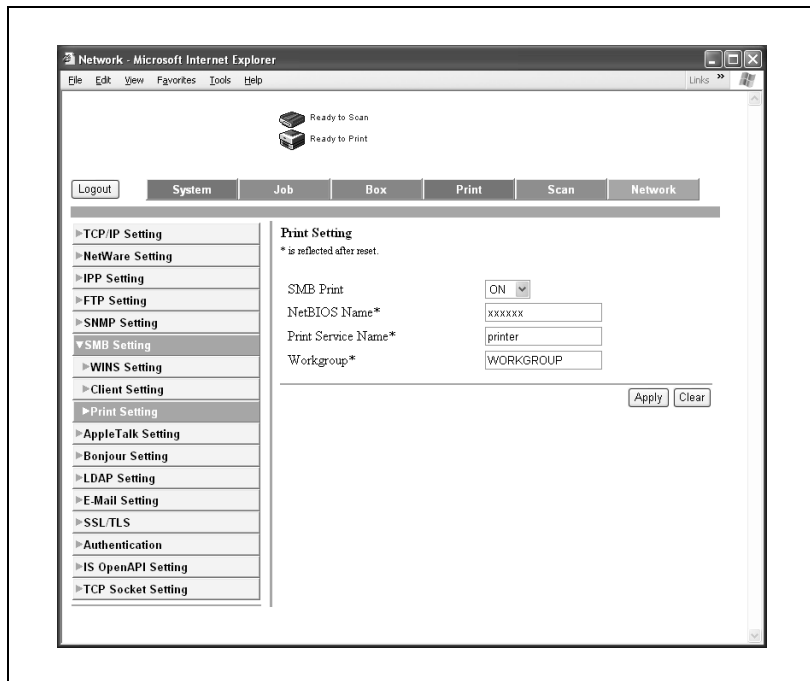 Network - Microsoft Internet Explorer
File Edit View Favorites Tools Help Links »
Ready to Scan
Ready to Print
Logout System Job Box Print Scan Network
TCP/IP Setting
NetWare Setting
IPP Setting
FTP Setting
SNMP Setting
SMB Setting
WINS Setting
Client Setting
Print Setting
AppleTalk Setting
Bonjour Setting
LDAP Setting
E-Mail Setting
SSL/TLS
Authentication
IS OpenAPI Setting
TCP Socket Setting
Print Setting
* is reflected after reset.
SMB Print ON
NetBIOS Name* xxxxxx
Print Service Name* printer
Workgroup* WORKGROUP
Apply Clear